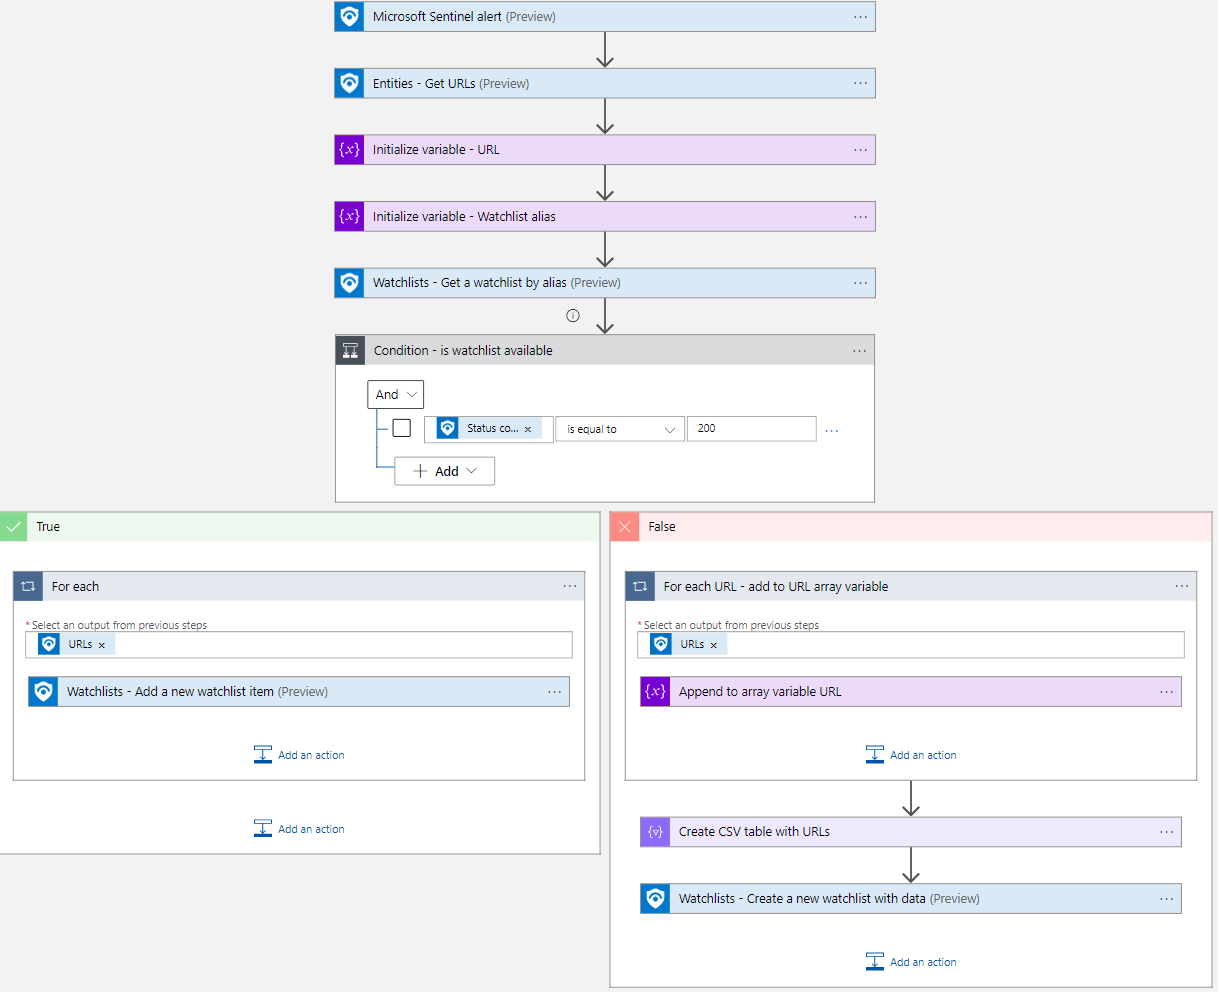 Microsoft Sentinel alert (Preview)
Entities - Get URLs (Preview)
{x} Initialize variable - URL
{x} Initialize variable - Watchlist alias
Watchlists - Get a watchlist by alias (Preview)
Condition - is watchlist available
And
Status co... × is equal to 200
+ Add
True
For each
* Select an output from previous steps
URLs ×
Watchlists - Add a new watchlist item (Preview)
Add an action
Add an action
False
For each URL - add to URL array variable
* Select an output from previous steps
URLs ×
{x} Append to array variable URL
Add an action
Create CSV table with URLs
Watchlists - Create a new watchlist with data (Preview)
Add an action